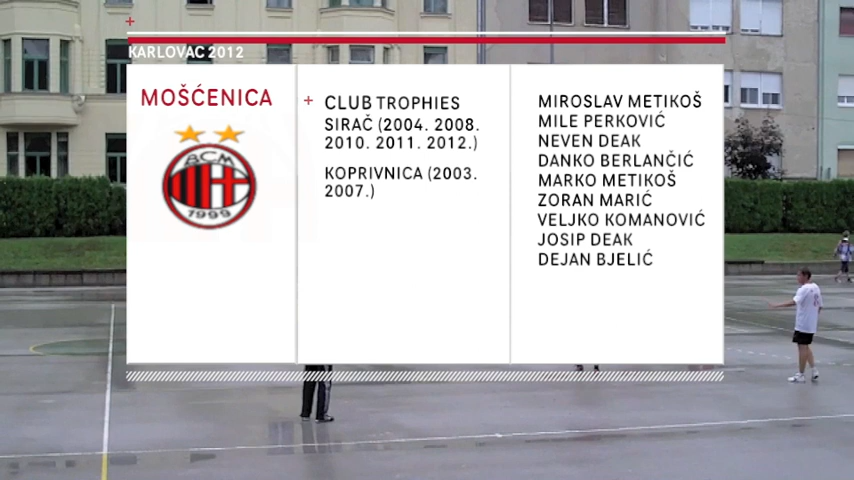 KARLOVAC 2012
MOŠĆENICA
B.C.M
1999
CLUB TROPHIES
SIRAČ (2004. 2008.
2010. 2011. 2012.)
KOPRIVNICA (2003.
2007.)
MIROSLAV METIKOŠ
MILE PERKOVIĆ
NEVEN DEAK
DANKO BERLANČIĆ
MARKO METIKOŠ
ZORAN MARIĆ
VELJKO KOMANOVIĆ
JOSIP DEAK
DEJAN BJELIĆ